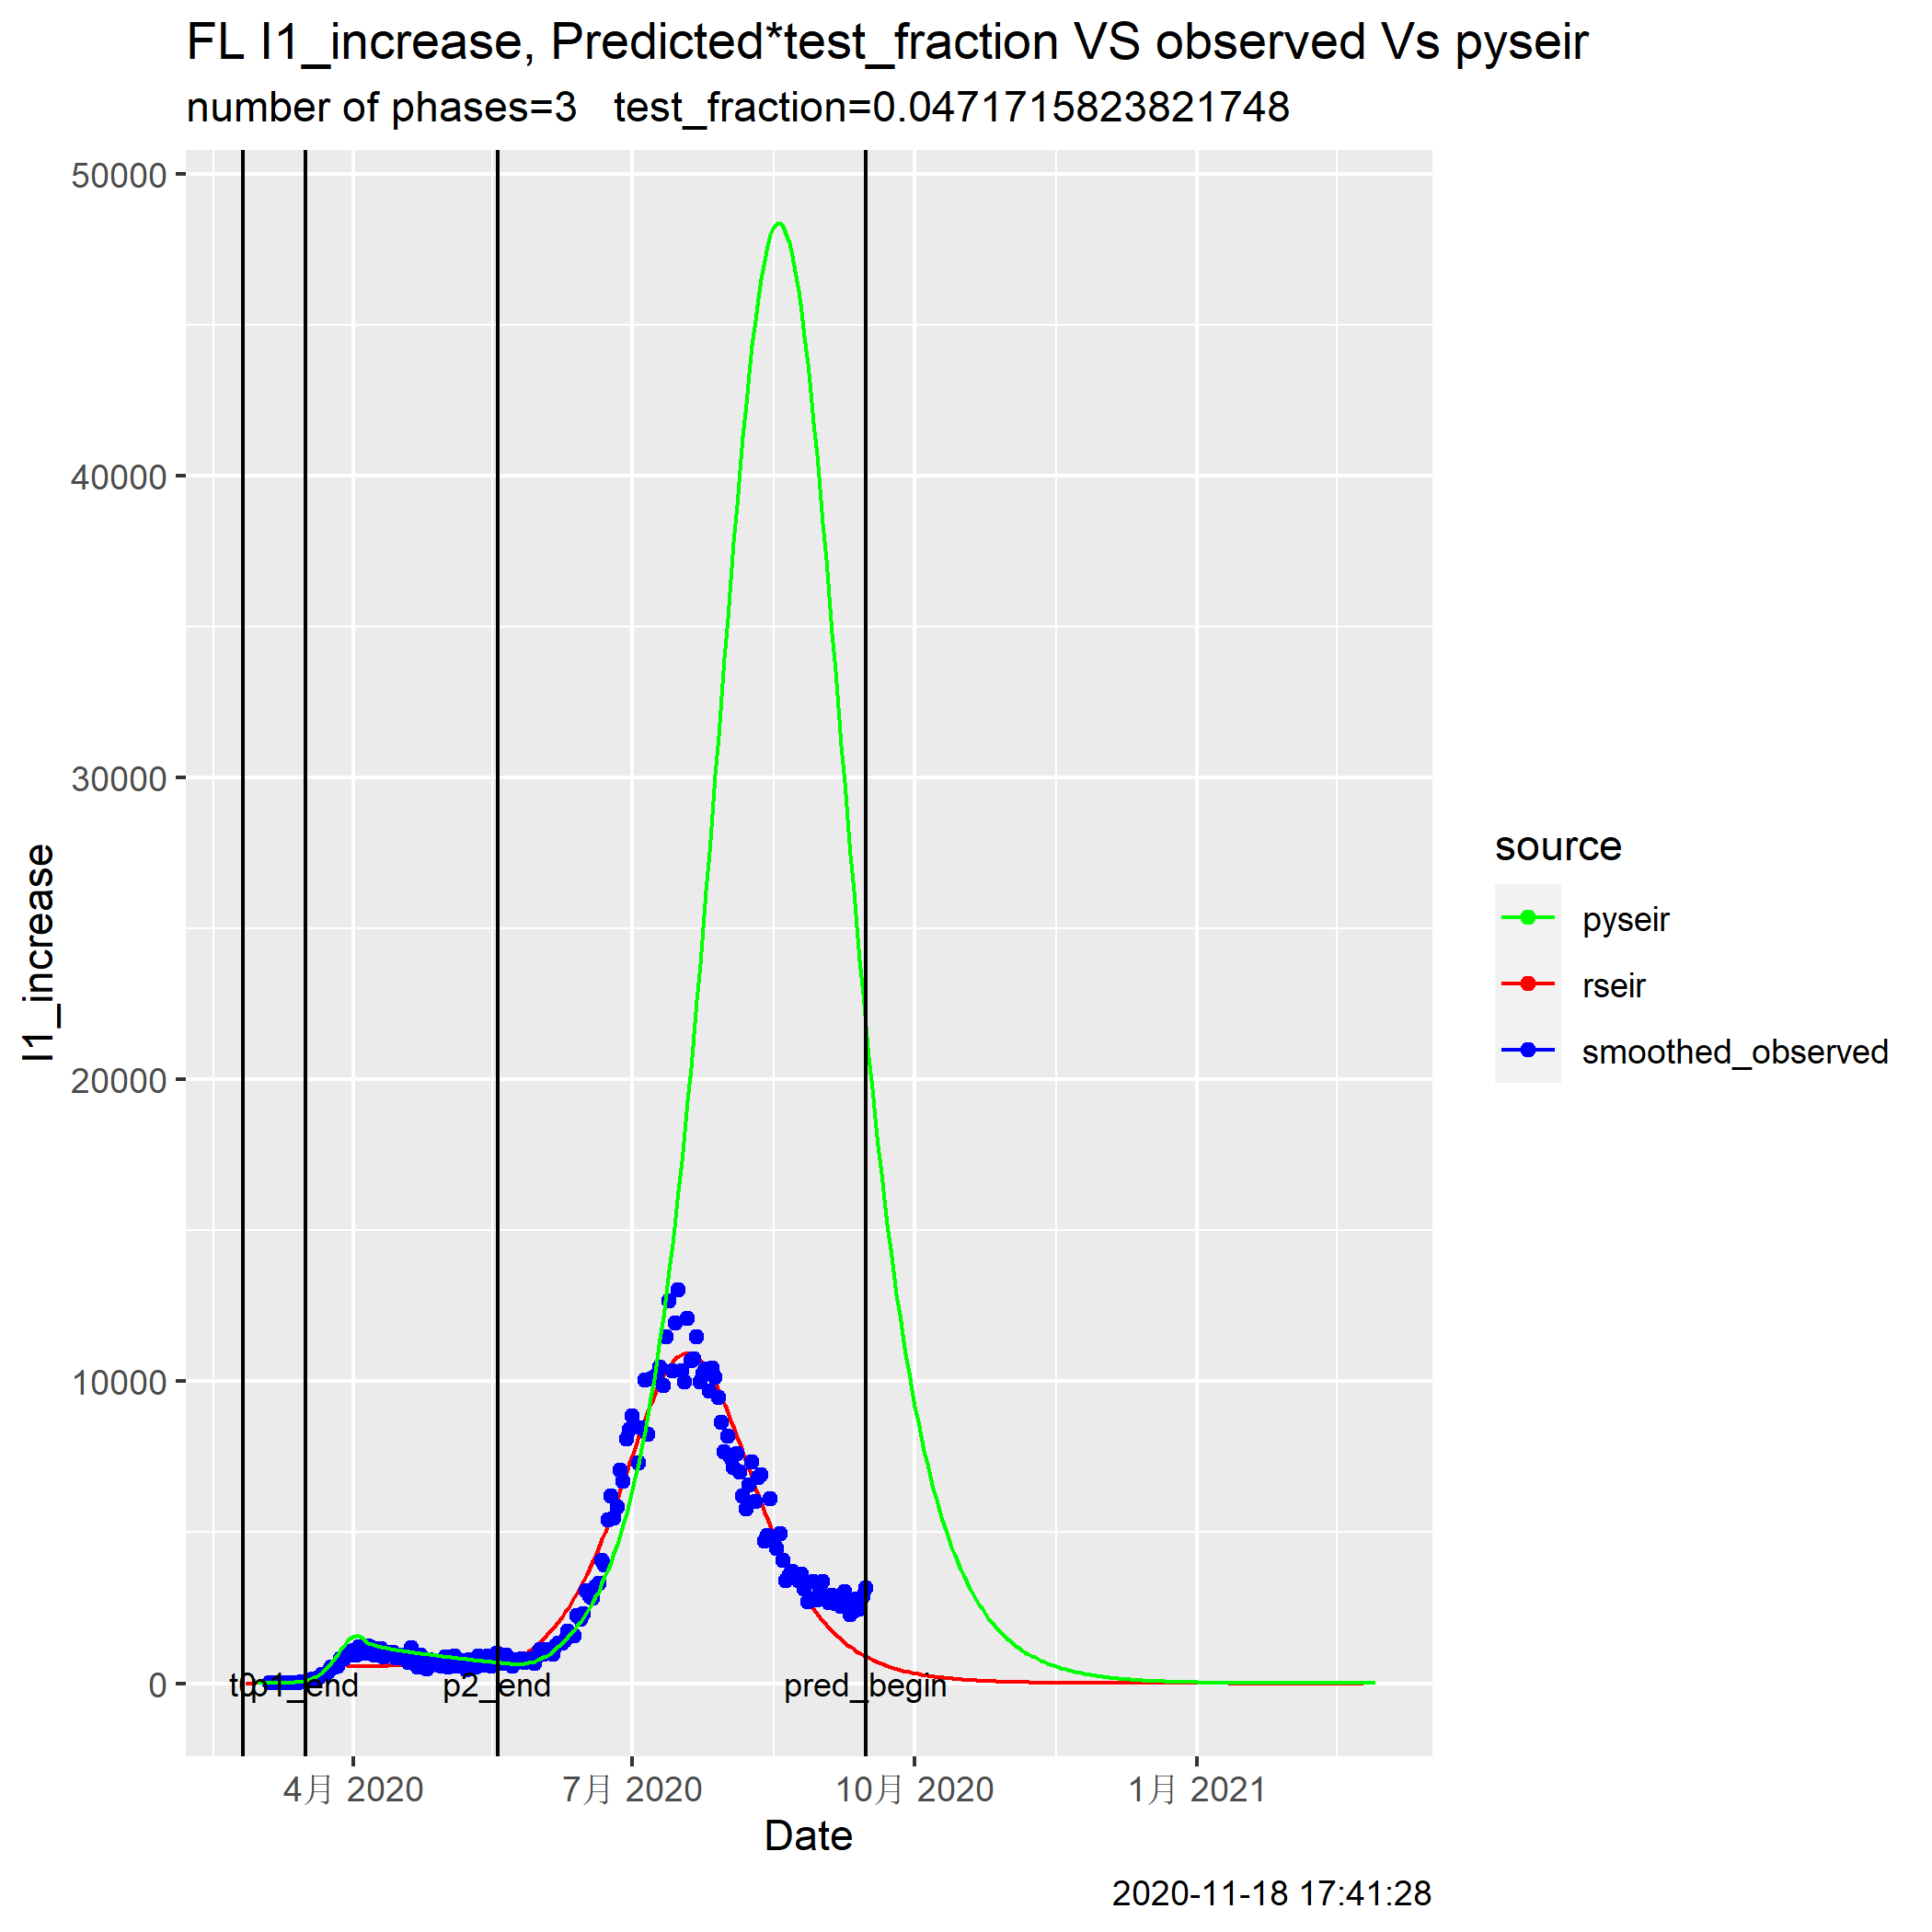 FL I1_increase, Predicted*test_fraction VS observed Vs pyseir
number of phases=3   test_fraction=0.0471715823821748
50000
40000
30000
20000
10000
0
I1_increase
t0
p1_end
p2_end
pred_begin
4月 2020
7月 2020
10月 2020
1月 2021
Date
source
pyseir
rseir
smoothed_observed
2020-11-18 17:41:28